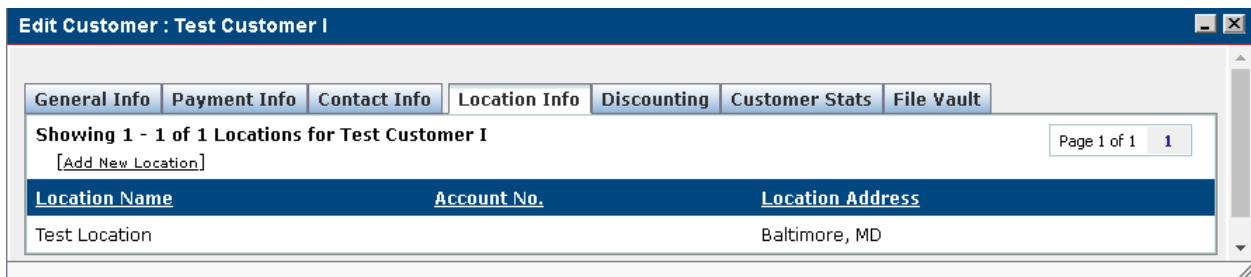 Edit Customer : Test Customer I
General Info Payment Info Contact Info Location Info Discounting Customer Stats File Vault
Showing 1 - 1 of 1 Locations for Test Customer I
Page 1 of 1 1
[Add New Location]
Location Name Account No. Location Address
Test Location Baltimore, MD